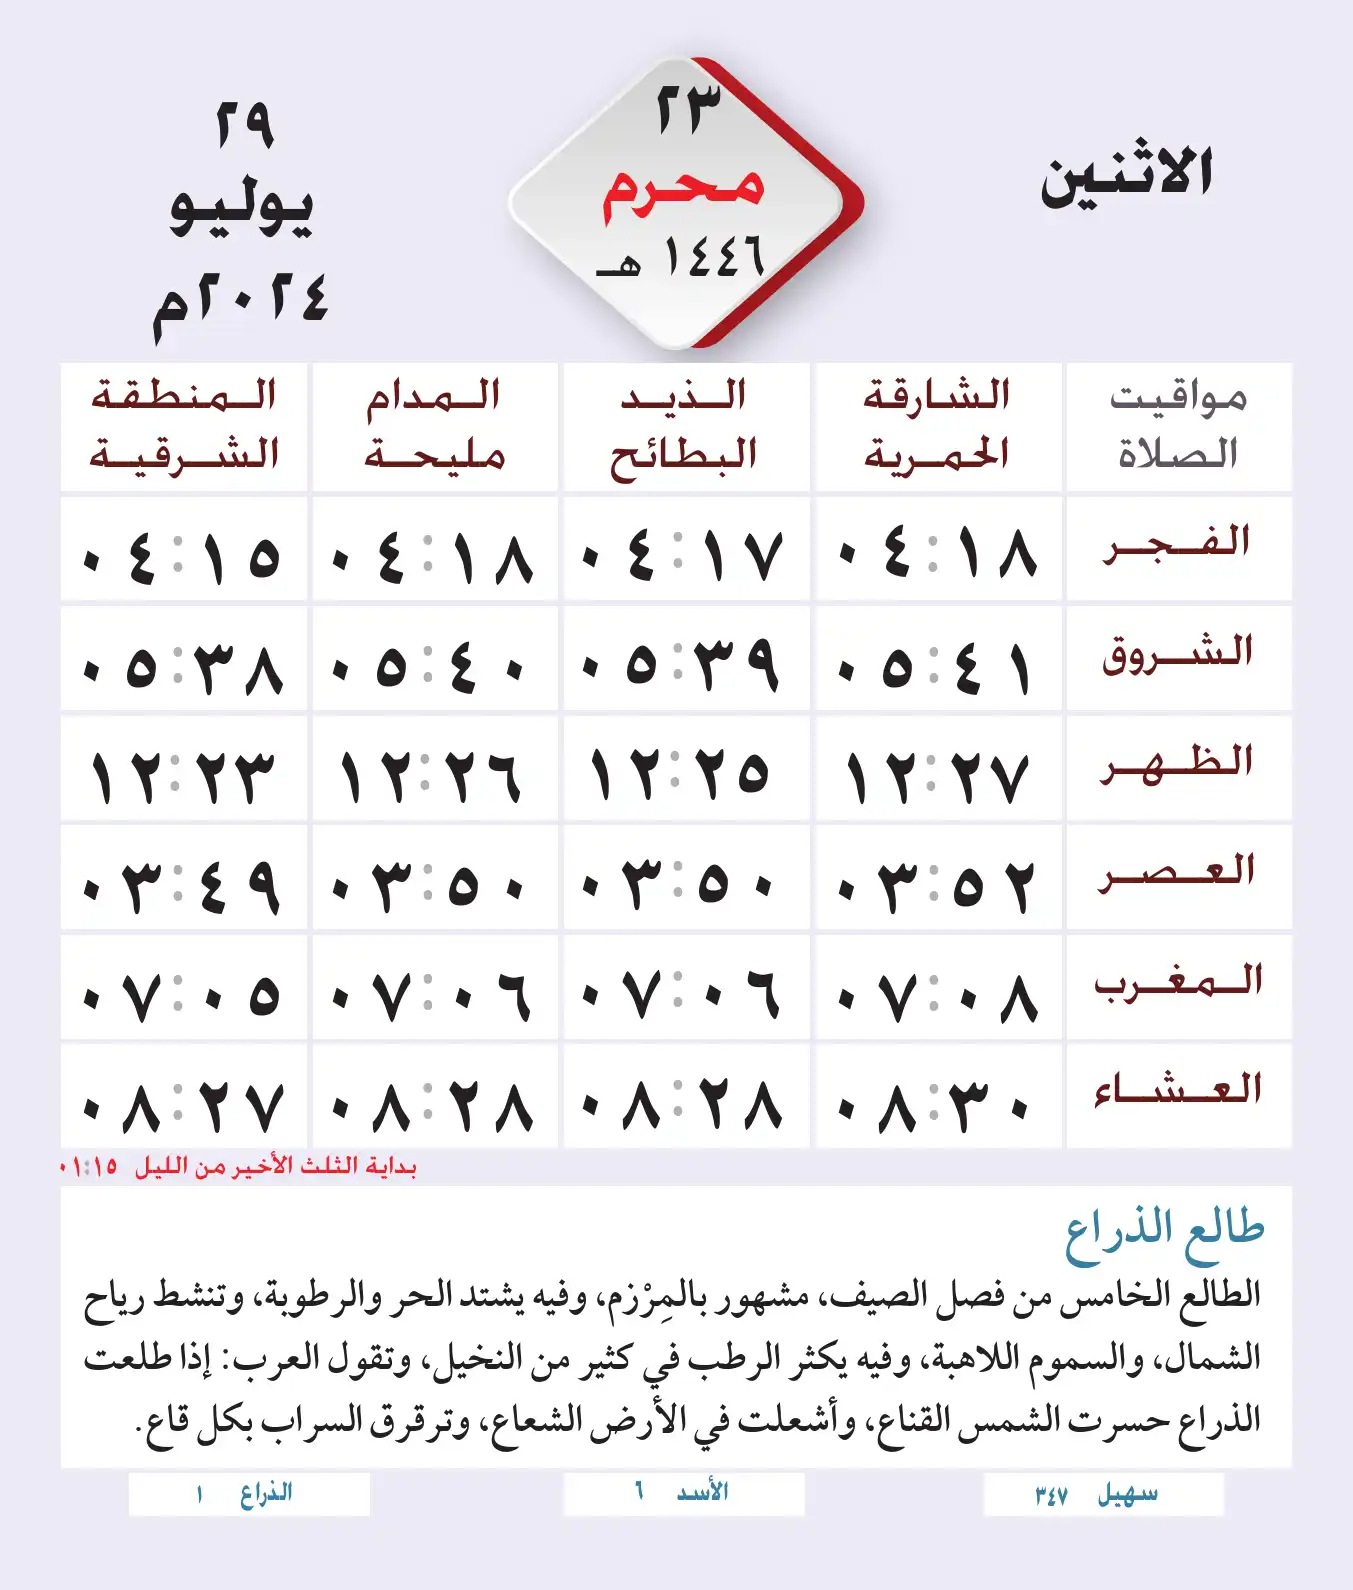 الاثنين
٢٣
محرم
١٤٤٦ هـ
٢٩
يوليو
٢٠٢٤م
مواقيت الصلاة
الشارقة الحمرية
الذيد البطائح
المدام مليحة
المنطقة الشرقية
الفجر ٠٤:١٨ ٠٤:١٧ ٠٤:١٨ ٠٤:١٥
الشروق ٠٥:٤١ ٠٥:٣٩ ٠٥:٤٠ ٠٥:٣٨
الظهر ١٢:٢٧ ١٢:٢٥ ١٢:٢٦ ١٢:٢٣
العصر ٠٣:٥٢ ٠٣:٥٠ ٠٣:٥٠ ٠٣:٤٩
المغرب ٠٧:٠٨ ٠٧:٠٦ ٠٧:٠٦ ٠٧:٠٥
العشاء ٠٨:٣٠ ٠٨:٢٨ ٠٨:٢٨ ٠٨:٢٧
بداية الثلث الأخير من الليل ٠١:١٥
طالع الذراع
الطالع الخامس من فصل الصيف، مشهور بالمِرْزم، وفيه يشتد الحر والرطوبة، وتنشط رياح
الشمال، والسموم اللاهبة، وفيه يكثر الرطب في كثير من النخيل، وتقول العرب: إذا طلعت
الذراع حسرت الشمس القناع، وأشعلت في الأرض الشعاع، وترقرق السراب بكل قاع.
سهيل ٣٤٧
الأسد ٦
الذراع ١